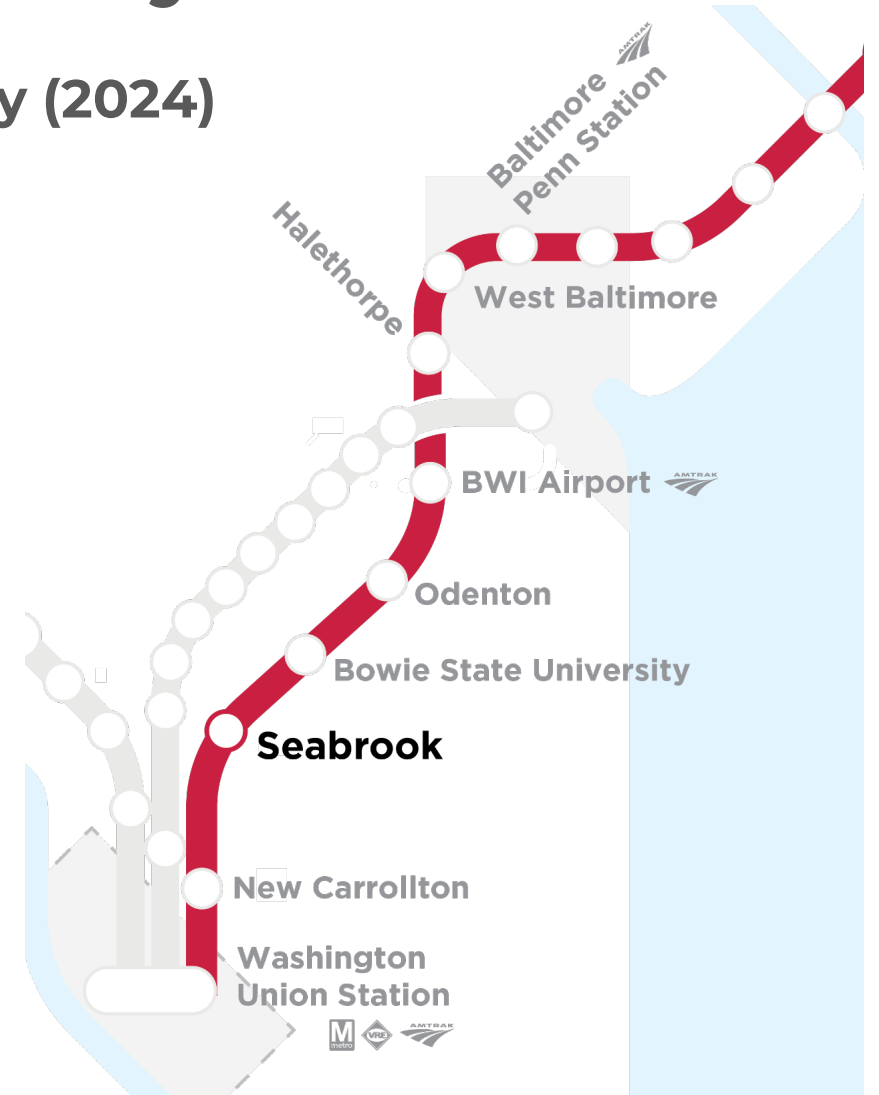 y (2024)
AMTRAK
Baltimore
Penn Station
Halethorpe
West Baltimore
BWI Airport
AMTRAK
Odenton
Bowie State University
Seabrook
New Carrollton
Washington
Union Station
M
metro
VRE
AMTRAK